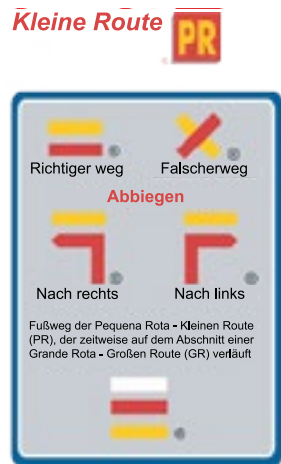 Kleine Route PR
Richtiger weg Falscherweg
Abbiegen
Nach rechts Nach links
Fußweg der Pequena Rota - Kleinen Route
(PR), der zeitweise auf dem Abschnitt einer
Grande Rota - Großen Route (GR) verläuft